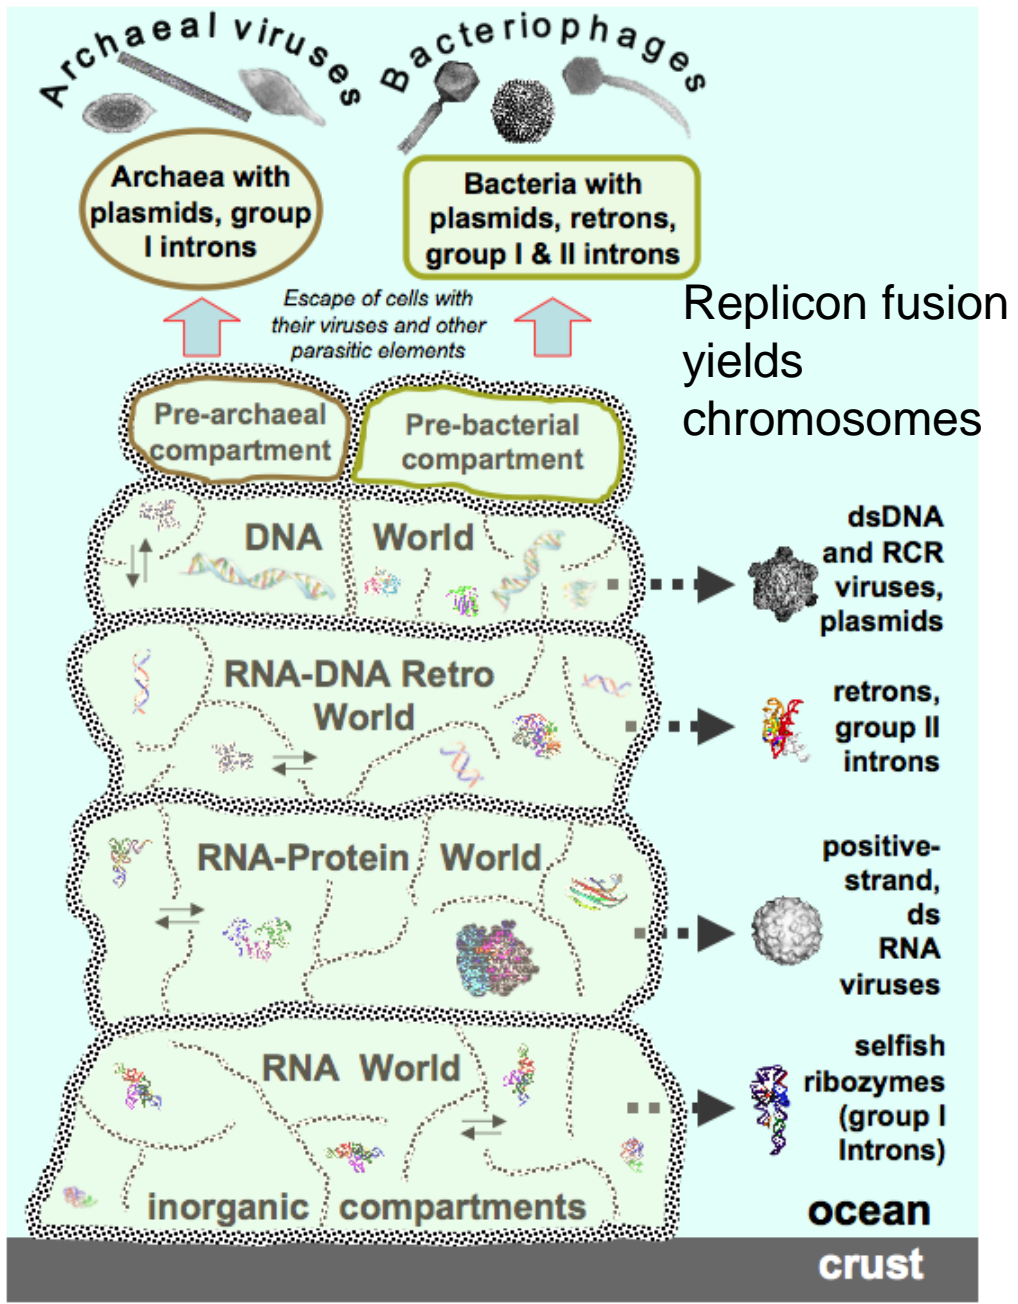 Archaeal viruses
Bacteriophages
Archaea with
plasmids, group
I introns
Bacteria with
plasmids, retrons,
group I & II introns
Escape of cells with
their viruses and other
parasitic elements
Replicon fusion
yields
chromosomes
Pre-archaeal
compartment
Pre-bacterial
compartment
DNA World
dsDNA
and RCR
viruses,
plasmids
RNA-DNA Retro
World
retrons,
group II
introns
RNA-Protein World
positive-
strand,
ds
RNA
viruses
RNA World
selfish
ribozymes
(group I
Introns)
inorganic compartments
ocean
crust